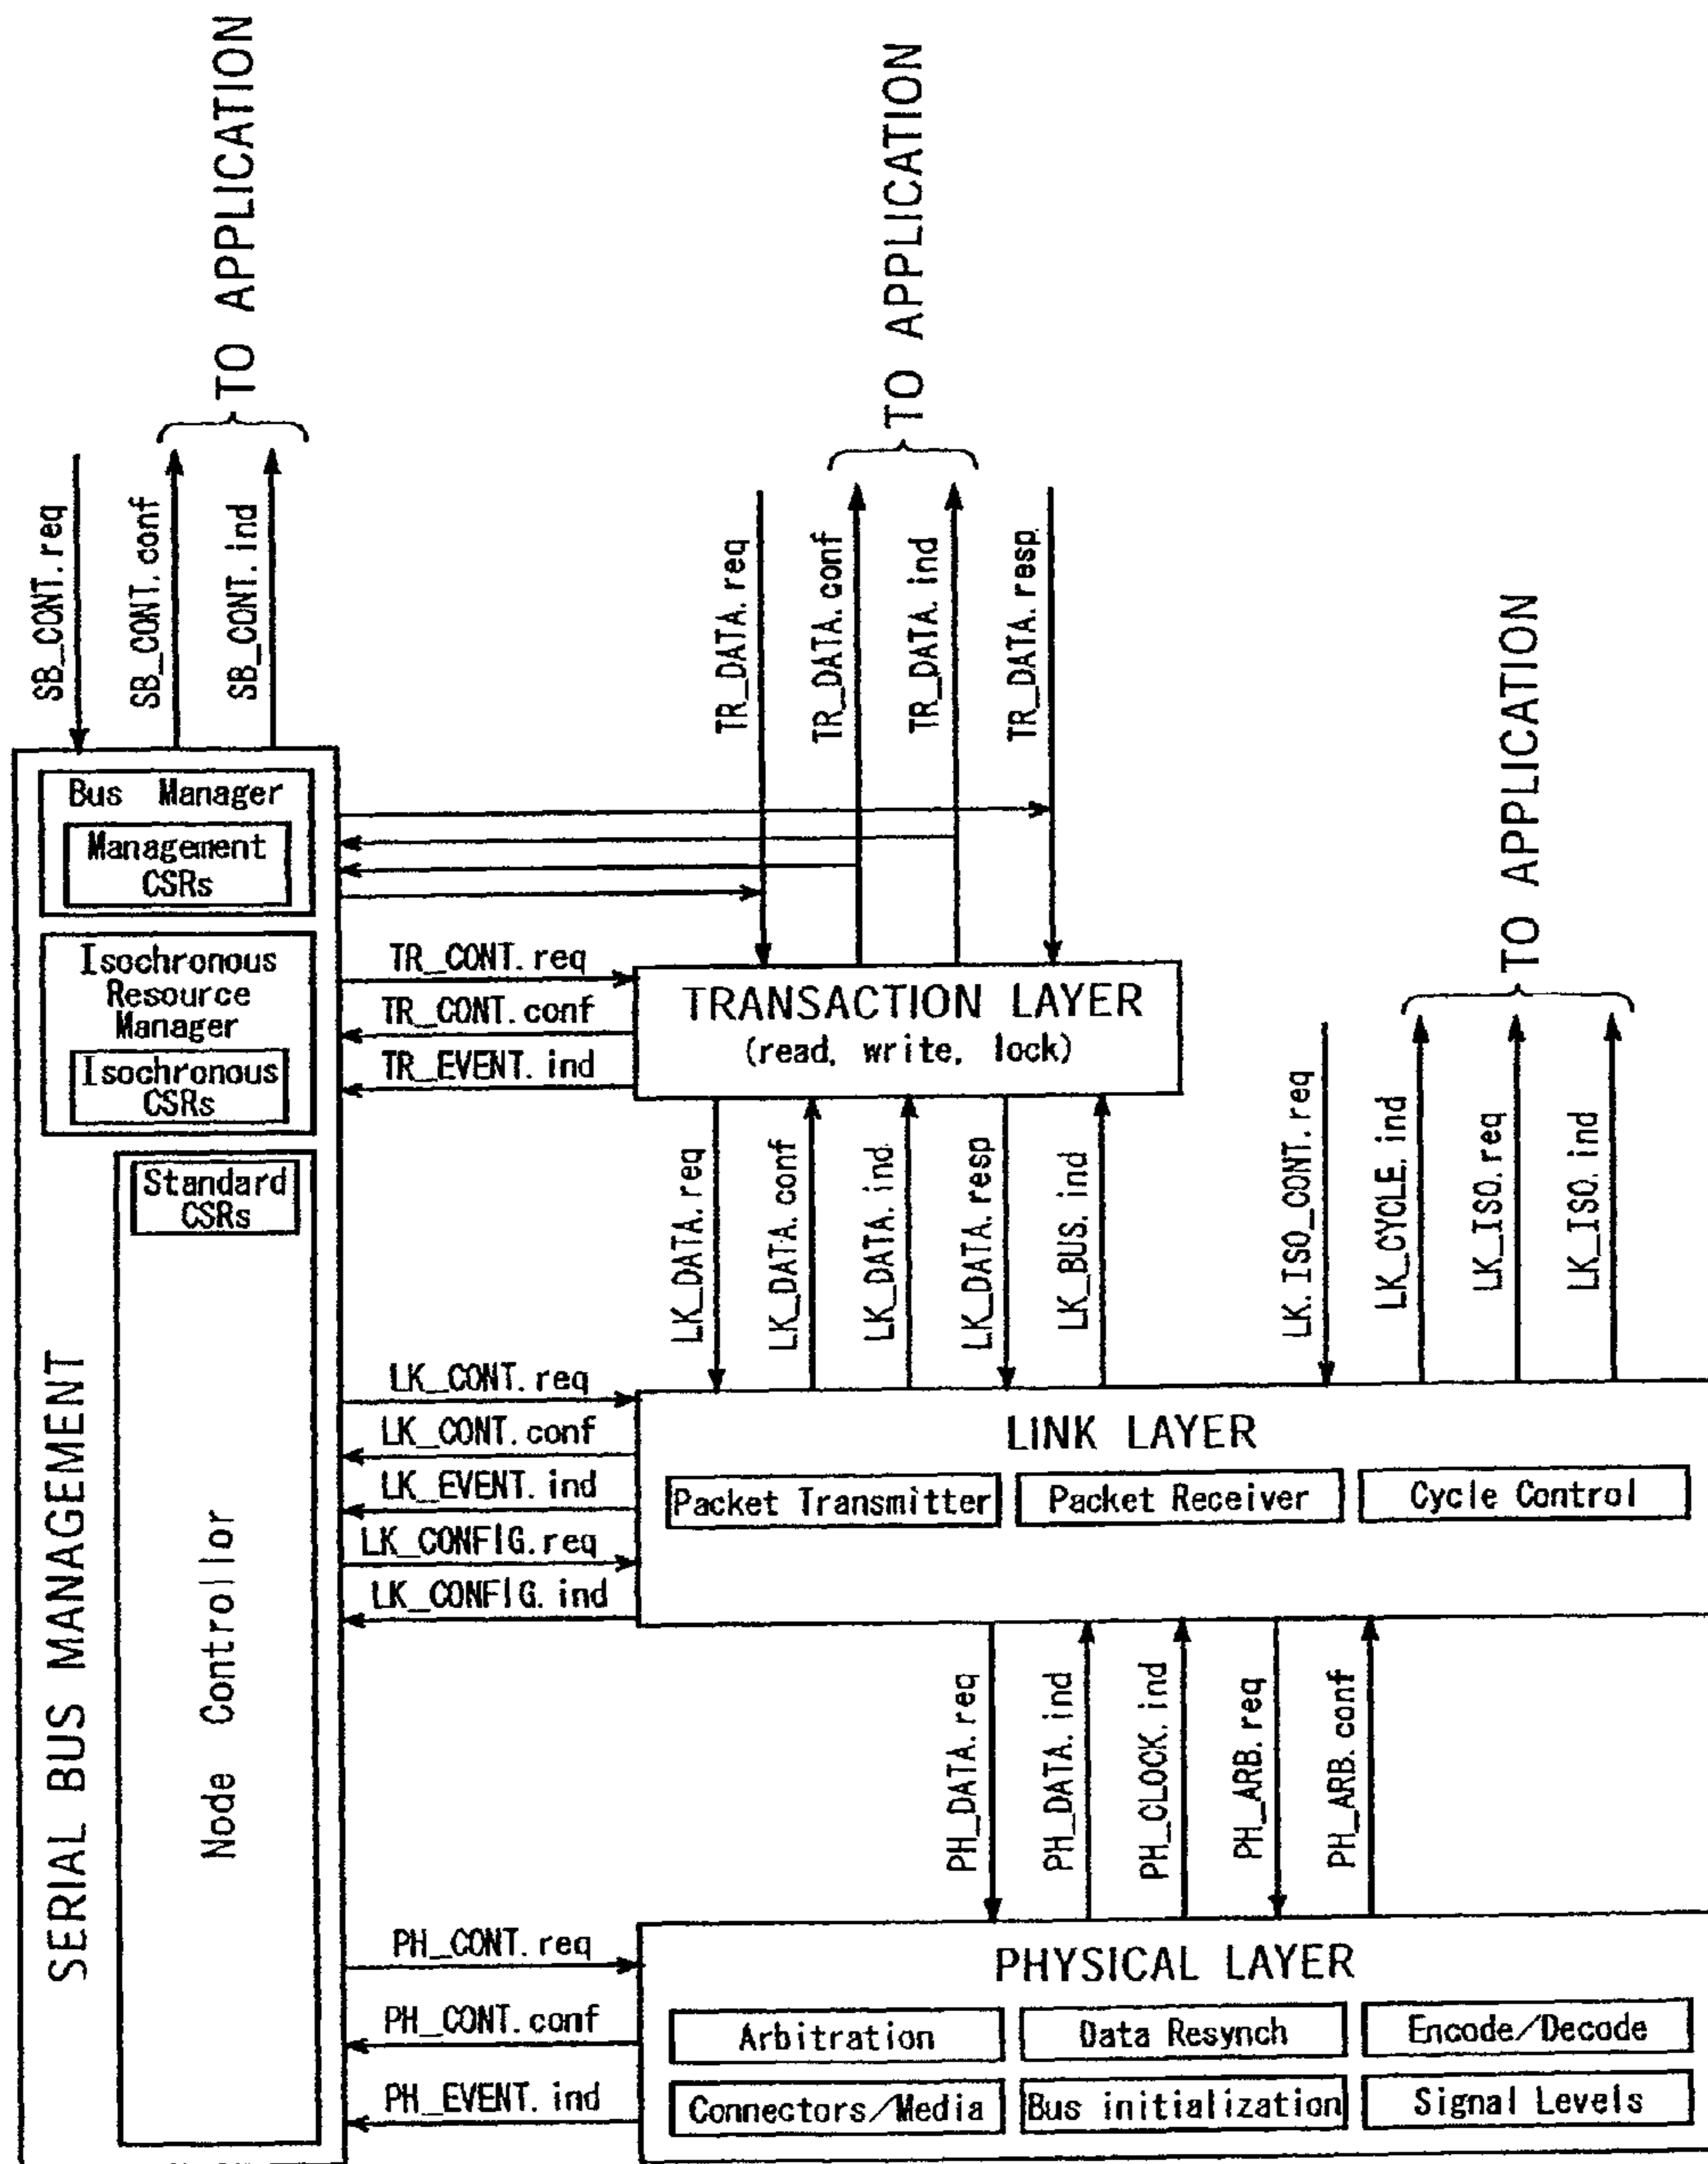 TO APPLICATION
TO APPLICATION
TO APPLICATION
SB_CONT.req
SB_CONT.conf
SB_CONT.ind
TR_DATA.req
TR_DATA.conf
TR_DATA.ind
TR_DATA.resp
SERIAL BUS MANAGEMENT
Bus Manager
Management
CSRs
Isochronous
Resource
Manager
Isochronous
CSRs
Standard
CSRs
Node Controllor
TR_CONT.req
TR_CONT.conf
TR_EVENT.ind
TRANSACTION LAYER
(read, write, lock)
LK_DATA.req
LK_DATA.conf
LK_DATA.ind
LK_DATA.resp
LK_BUS.ind
LK.ISO_CONT.req
LK_CYCLE.ind
LK_ISO.req
LK_ISO.ind
LK_CONT.req
LK_CONT.conf
LK_EVENT.ind
LK_CONFIG.req
LK_CONFIG.ind
LINK LAYER
Packet Transmitter
Packet Receiver
Cycle Control
PH_DATA.req
PH_DATA.ind
PH_CLOCK.ind
PH_ARB.req
PH_ARB.conf
PH_CONT.req
PH_CONT.conf
PH_EVENT.ind
PHYSICAL LAYER
Arbitration
Data Resynch
Encode/Decode
Connectors/Media
Bus initialization
Signal Levels